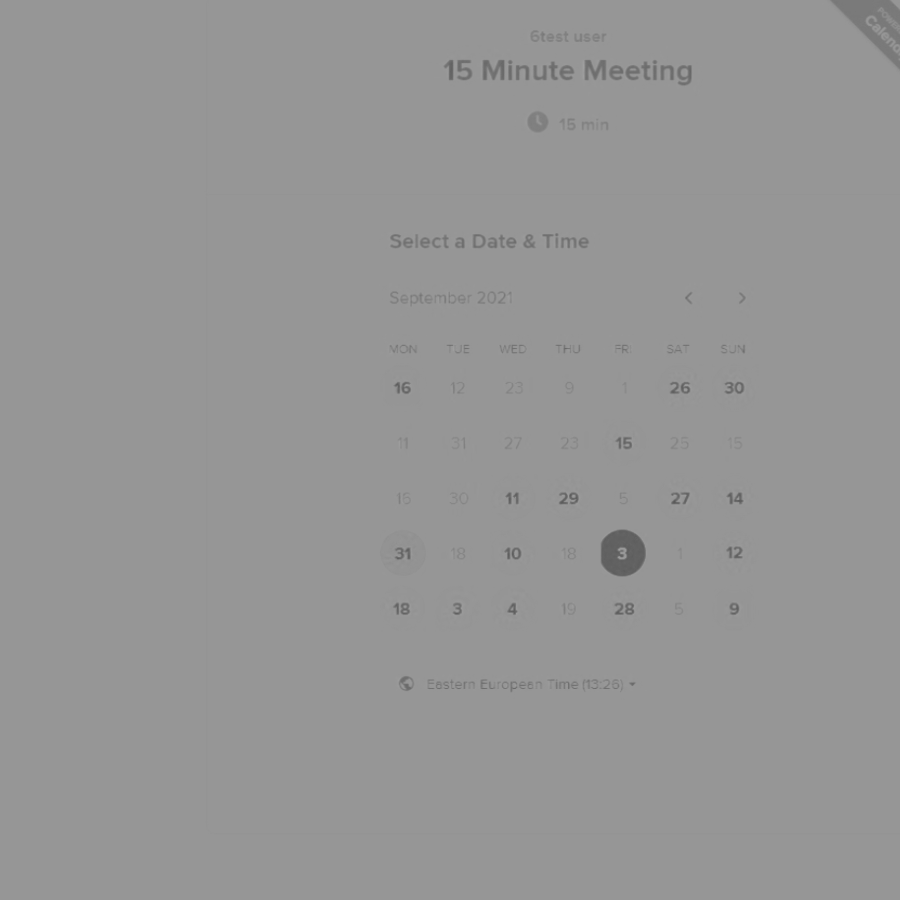 6test user
15 Minute Meeting
15 min
Select a Date & Time
September 2021
MON TUE WED THU FRI SAT SUN
16 12 23 9 1 26 30
11 31 27 23 15 25 15
15 30 11 29 5 27 14
31 18 10 18 3 1 12
18 3 4 19 28 5 9
Eastern European Time (13:26)